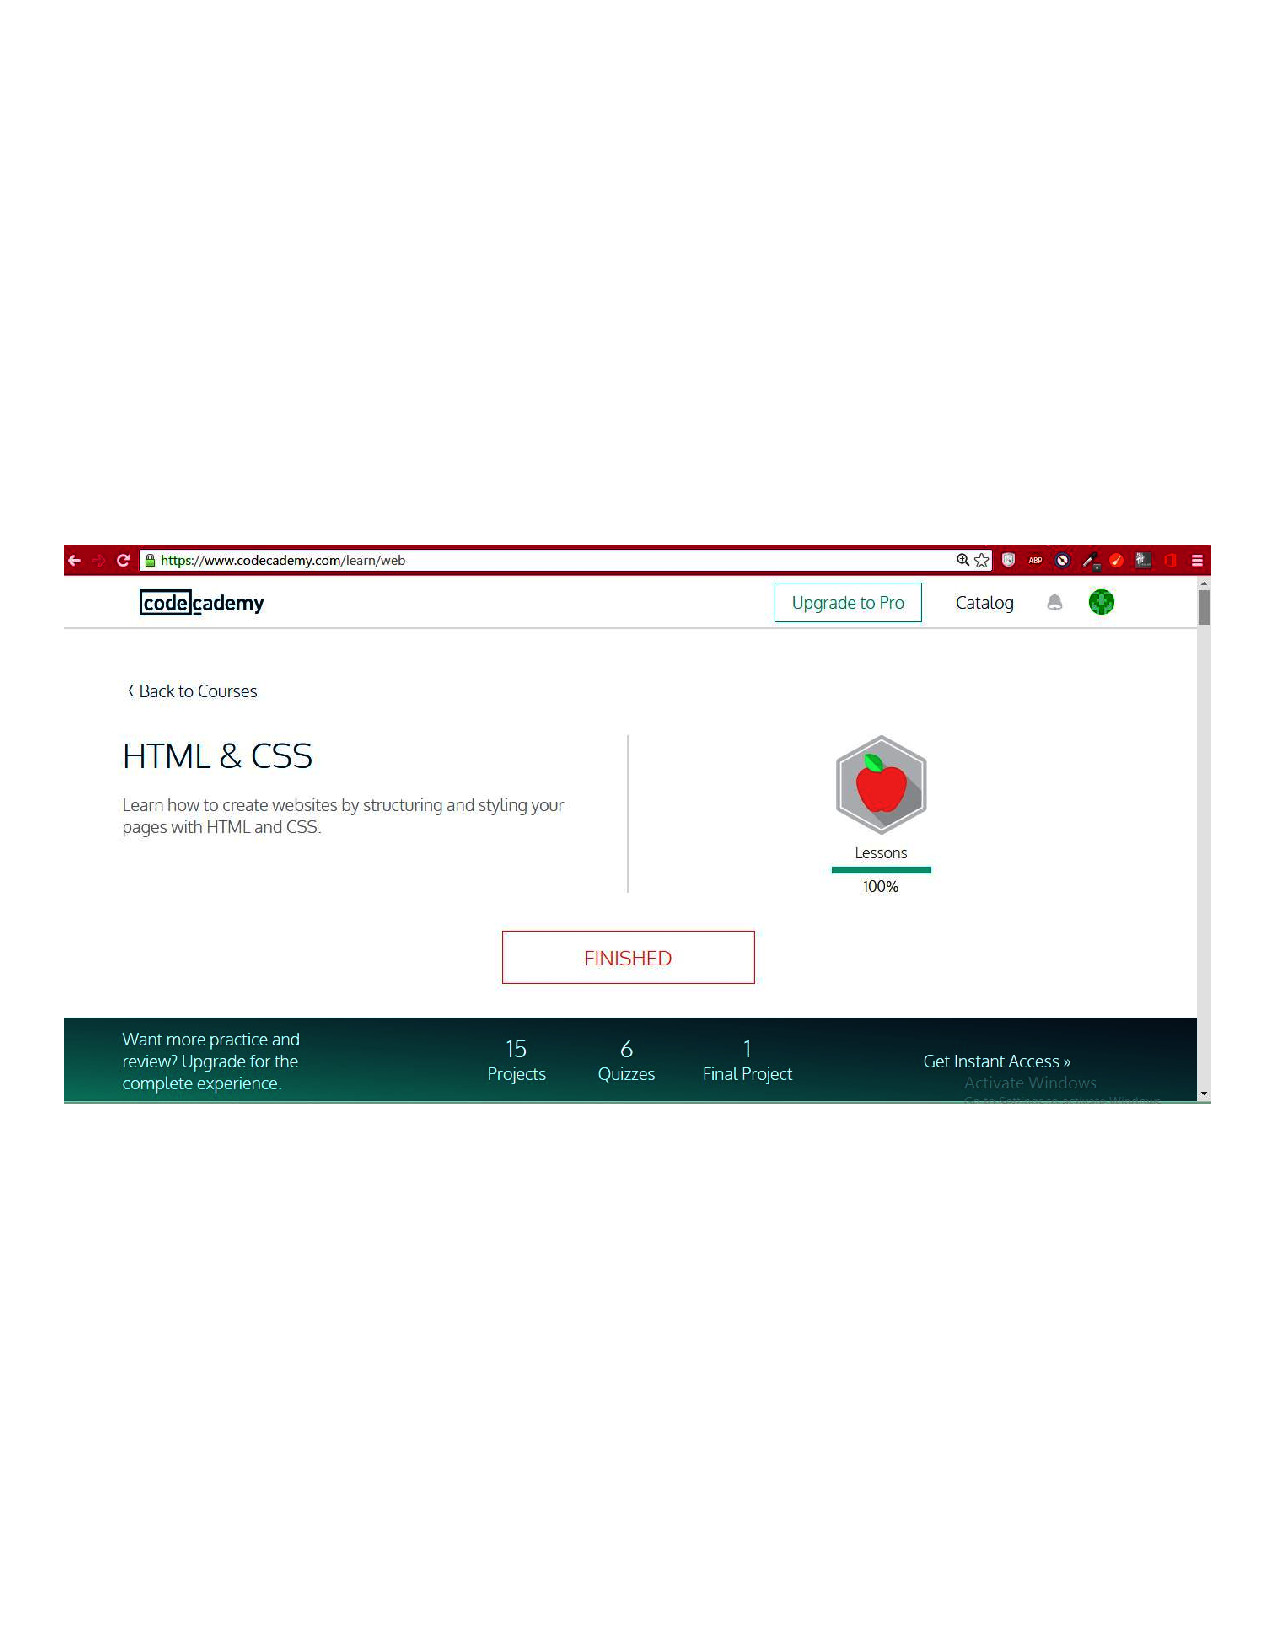 https://www.codecademy.com/learn/web
ABP
codecademy
Upgrade to Pro
Catalog
Back to Courses
HTML & CSS
Learn how to create websites by structuring and styling your
pages with HTML and CSS.
Lessons
100%
FINISHED
Want more practice and
review? Upgrade for the
complete experience.
15
Projects
6
Quizzes
1
Final Project
Get Instant Access »
Activate Windows